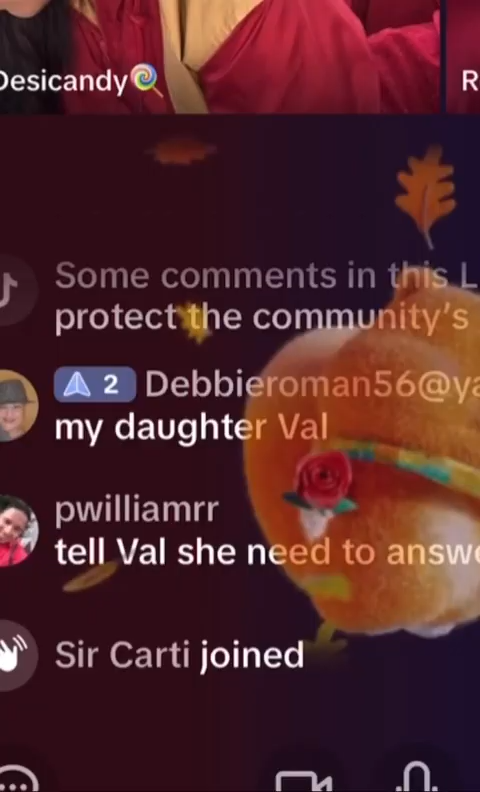 Desicandy🍭
R
Some comments in this L
protect the community's
2 Debbieroman56@ya
my daughter Val
pwilliamrr
tell Val she need to answe
Sir Carti joined